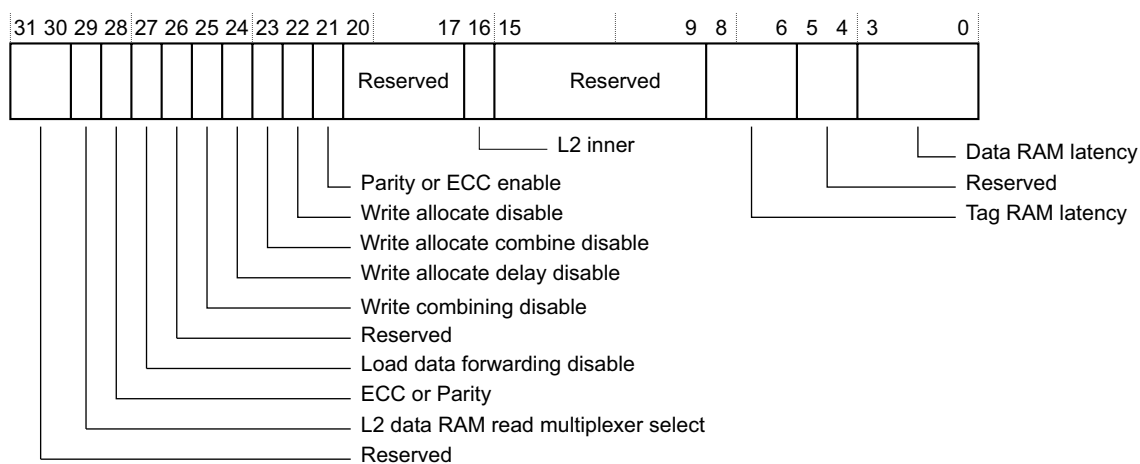 31 30 29 28 27 26 25 24 23 22 21 20 17 16 15 9 8 6 5 4 3 0
Reserved Reserved
L2 inner Data RAM latency
Parity or ECC enable Reserved
Write allocate disable Tag RAM latency
Write allocate combine disable
Write allocate delay disable
Write combining disable
Reserved
Load data forwarding disable
ECC or Parity
L2 data RAM read multiplexer select
Reserved